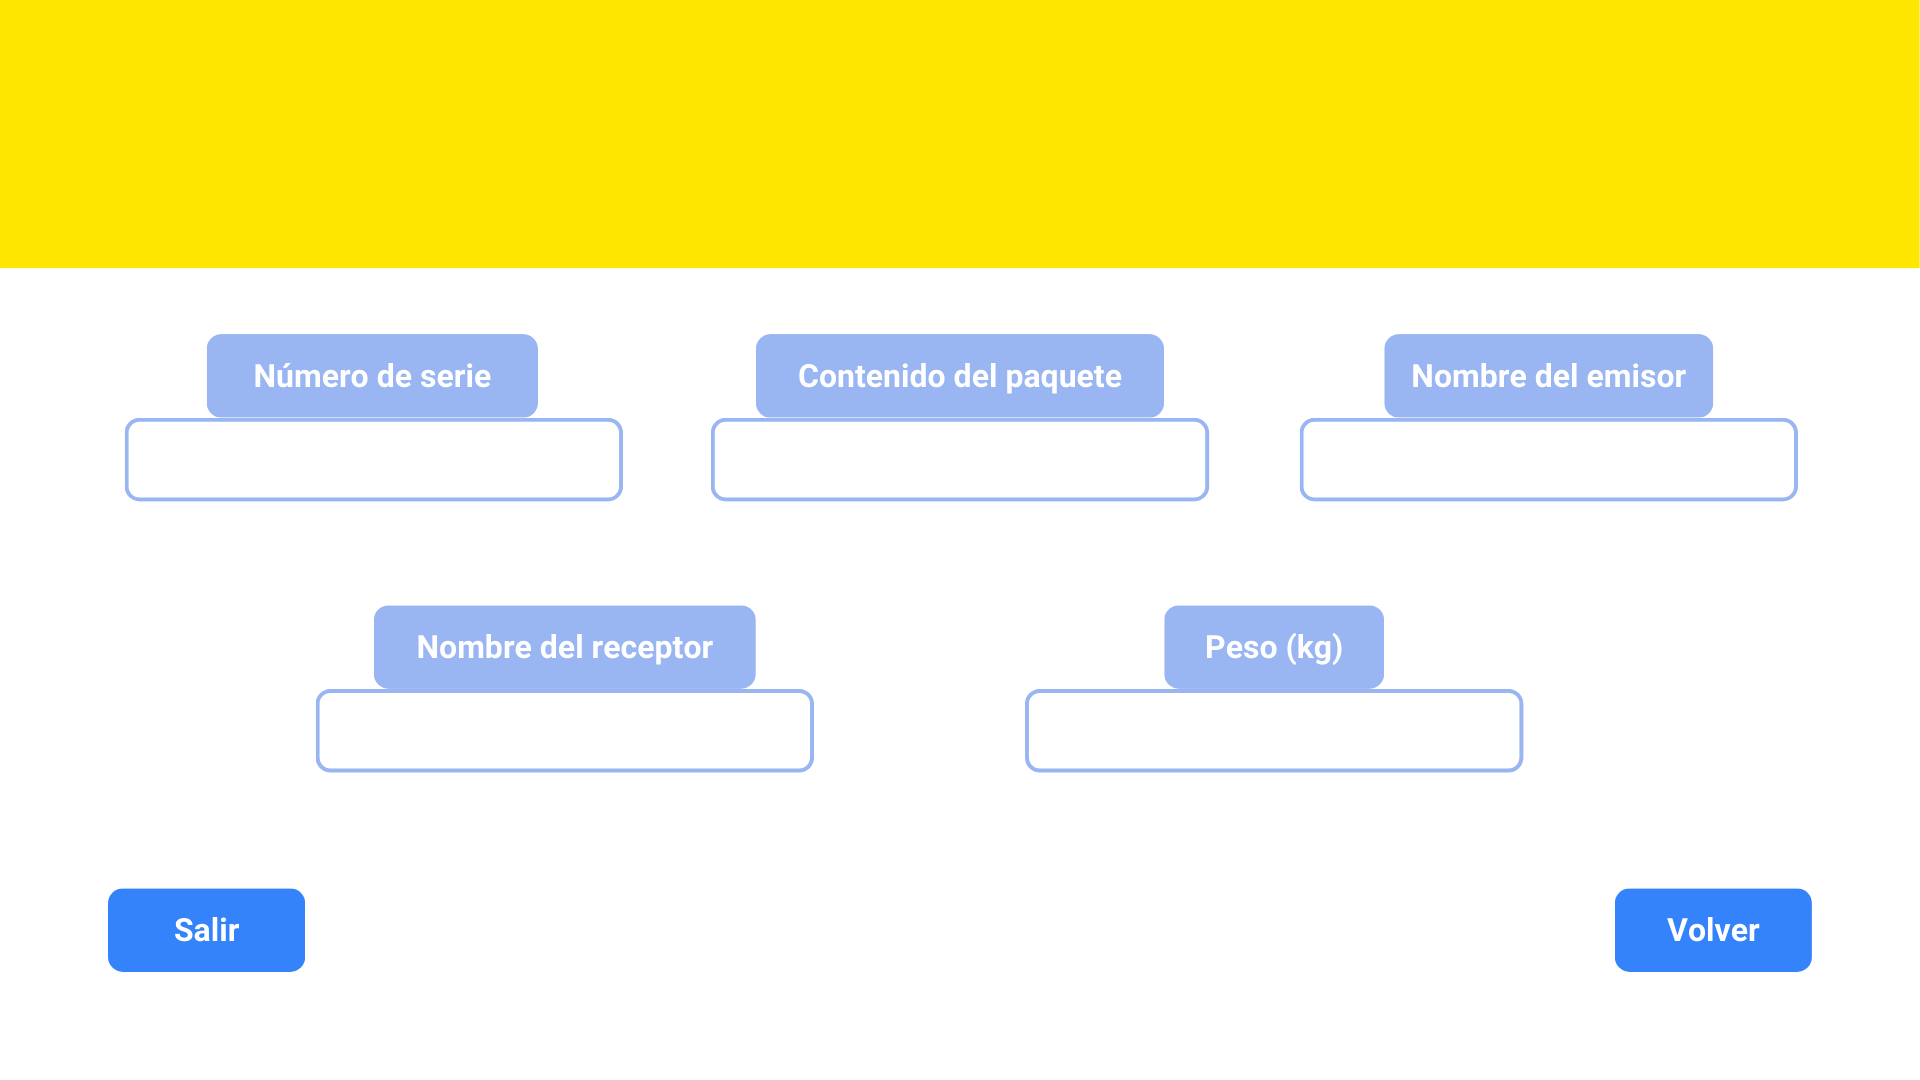 Número de serie
Contenido del paquete
Nombre del emisor
Nombre del receptor
Peso (kg)
Salir
Volver